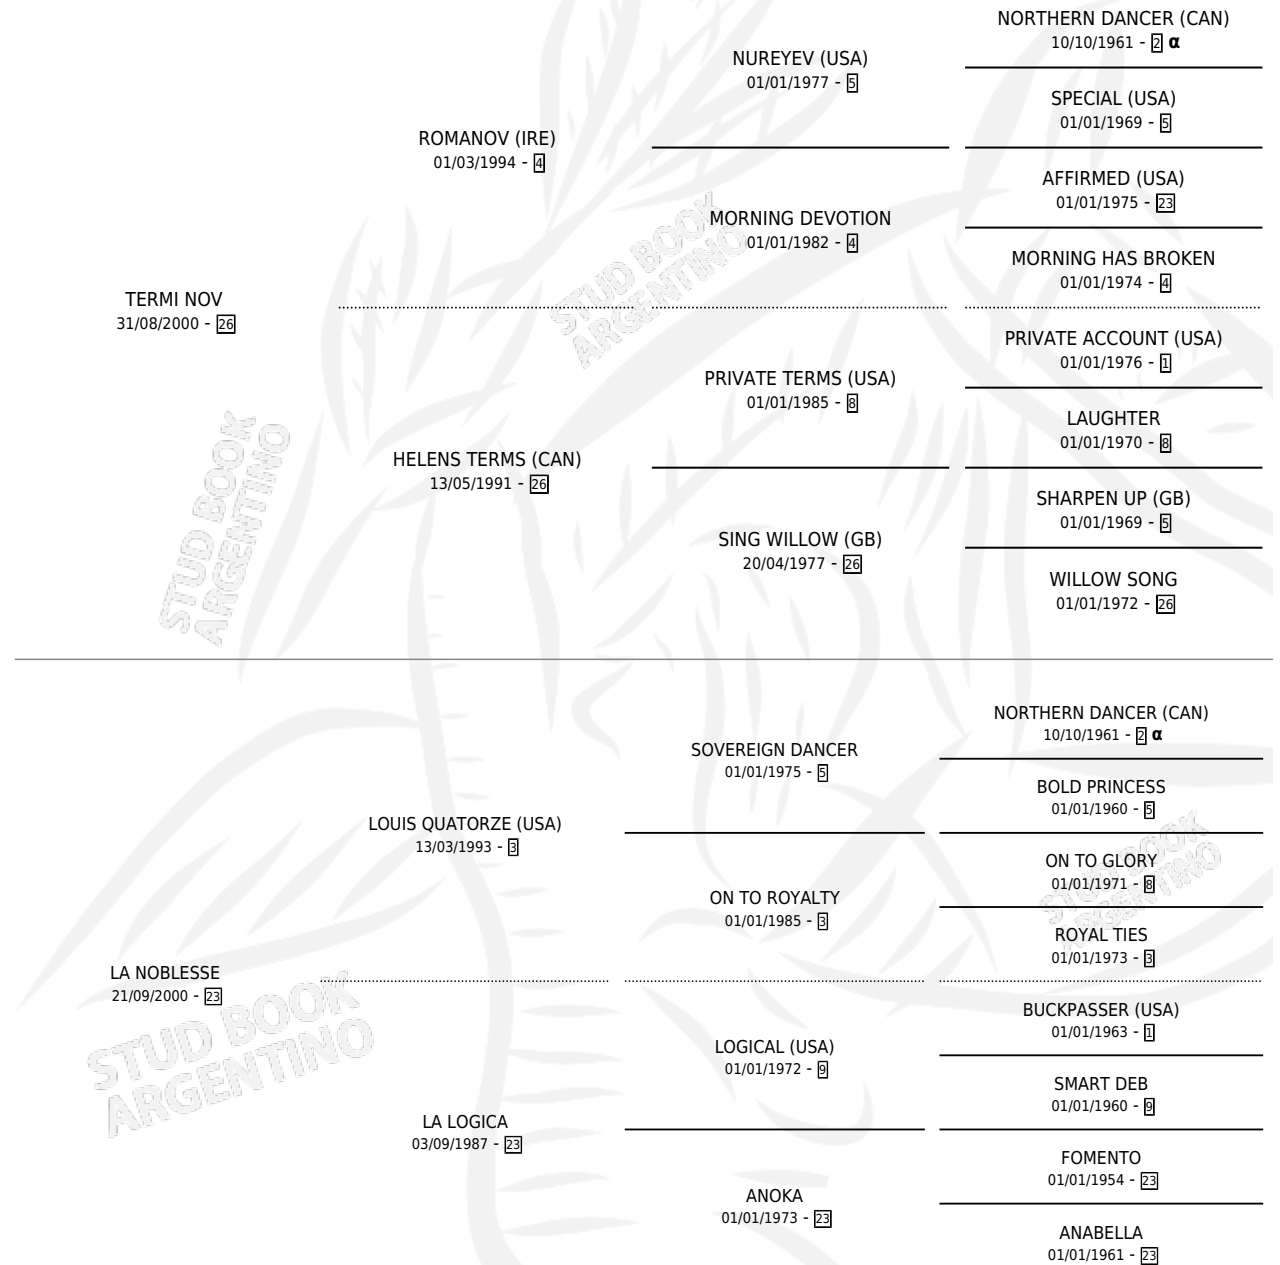 NORTHERN DANCER (CAN)
10/10/1961 - 2 α
NUREYEV (USA)
01/01/1977 - 5
SPECIAL (USA)
01/01/1969 - 5
ROMANOV (IRE)
01/03/1994 - 4
AFFIRMED (USA)
01/01/1975 - 23
MORNING DEVOTION
01/01/1982 - 4
MORNING HAS BROKEN
01/01/1974 - 4
TERMI NOV
31/08/2000 - 26
STUD BOOK
ARGENTINO
PRIVATE ACCOUNT (USA)
01/01/1976 - 1
PRIVATE TERMS (USA)
01/01/1985 - 8
LAUGHTER
01/01/1970 - 8
HELENS TERMS (CAN)
13/05/1991 - 26
SHARPEN UP (GB)
01/01/1969 - 5
SING WILLOW (GB)
20/04/1977 - 26
WILLOW SONG
01/01/1972 - 26
STUD BOOK
ARGENTINO
NORTHERN DANCER (CAN)
10/10/1961 - 2 α
SOVEREIGN DANCER
01/01/1975 - 5
BOLD PRINCESS
01/01/1960 - 5
LOUIS QUATORZE (USA)
13/03/1993 - 3
ON TO GLORY
01/01/1971 - 8
STUD BOOK
ARGENTINO
ON TO ROYALTY
01/01/1985 - 3
ROYAL TIES
01/01/1973 - 3
LA NOBLESSE
21/09/2000 - 23
STUD BOOK
ARGENTINO
BUCKPASSER (USA)
01/01/1963 - 1
LOGICAL (USA)
01/01/1972 - 9
SMART DEB
01/01/1960 - 9
LA LOGICA
03/09/1987 - 23
FOMENTO
01/01/1954 - 23
ANOKA
01/01/1973 - 23
ANABELLA
01/01/1961 - 23